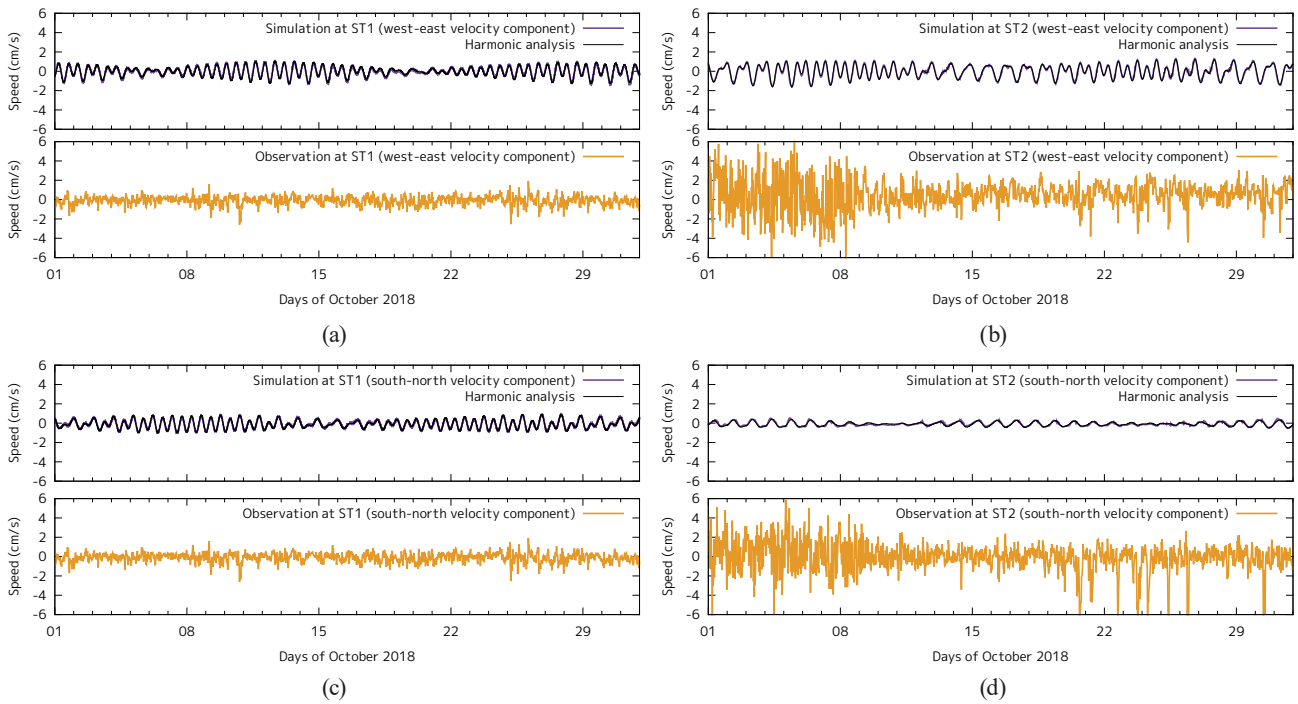 6
4
2
0
-2
-4
-6
Speed (cm/s)
Simulation at ST1 (west-east velocity component)
Harmonic analysis
6
4
2
0
-2
-4
-6
Speed (cm/s)
Observation at ST1 (west-east velocity component)
01 08 15 22 29
Days of October 2018
(a)
6
4
2
0
-2
-4
-6
Speed (cm/s)
Simulation at ST2 (west-east velocity component)
Harmonic analysis
6
4
2
0
-2
-4
-6
Speed (cm/s)
Observation at ST2 (west-east velocity component)
01 08 15 22 29
Days of October 2018
(b)
6
4
2
0
-2
-4
-6
Speed (cm/s)
Simulation at ST1 (south-north velocity component)
Harmonic analysis
6
4
2
0
-2
-4
-6
Speed (cm/s)
Observation at ST1 (south-north velocity component)
01 08 15 22 29
Days of October 2018
(c)
6
4
2
0
-2
-4
-6
Speed (cm/s)
Simulation at ST2 (south-north velocity component)
Harmonic analysis
6
4
2
0
-2
-4
-6
Speed (cm/s)
Observation at ST2 (south-north velocity component)
01 08 15 22 29
Days of October 2018
(d)